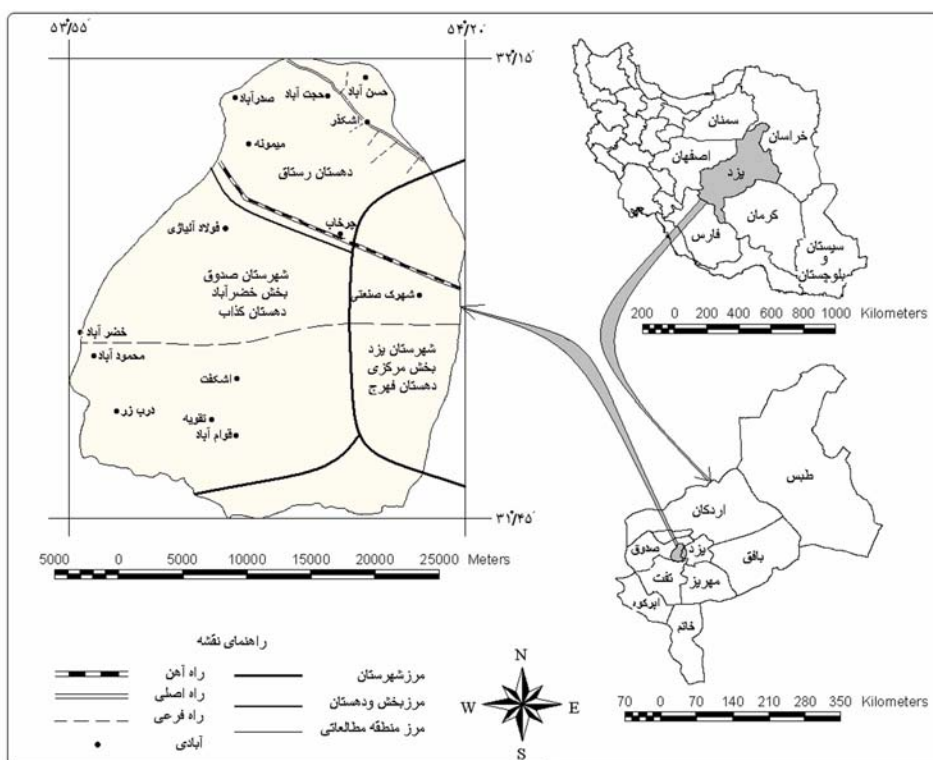 ۵۳°۵۵′
۵۴°۲۰′
۳۲°۱۵′
۳۱°۴۵′
حسن آباد
حجت آباد
صدرآباد
اشکذر
میمونه
دهستان رستاق
چرخاب
فولاد آلیاژی
شهرستان صدوق
بخش خضرآباد
دهستان کذاب
شهرک صنعتی
خضر آباد
محمود آباد
شهرستان یزد
بخش مرکزی
دهستان فهرج
اشکفت
درب زر
تقویه
قوام آباد
5000 0 5000 10000 15000 20000 25000 Meters
سمنان
خراسان
اصفهان
یزد
کرمان
فارس
سیستان
و
بلوچستان
200 0 200 400 600 800 1000 Kilometers
طبس
اردکان
صدوق
یزد
بافق
تفت
مهریز
ابرکوه
خاتم
70 0 70 140 210 280 350 Kilometers
راهنمای نقشه
راه آهن
راه اصلی
راه فرعی
آبادی
مرزشهرستان
مرزبخش ودهستان
مرز منطقه مطالعاتی
N
W E
S